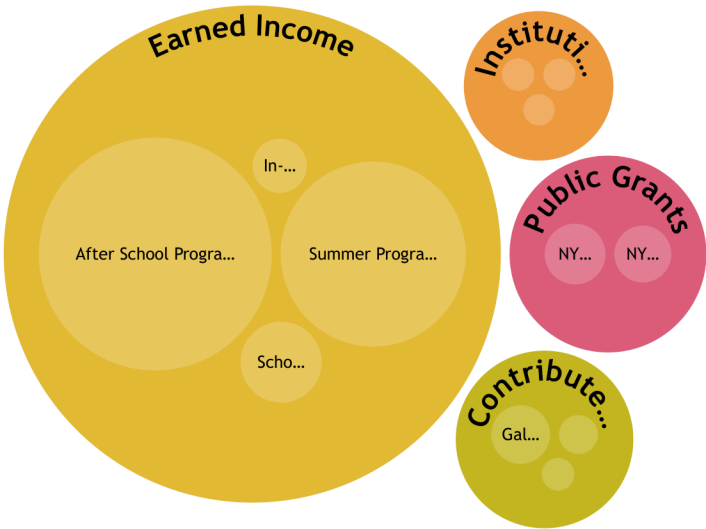 Earned Income
In-…
After School Progra…
Summer Progra…
Scho…
Instituti…
Public Grants
NY…
NY…
Contribute…
Gal…